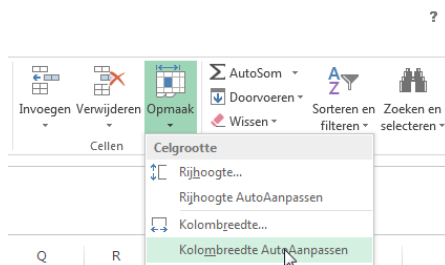 ?
AutoSom
Doorvoeren
Wissen
Invoegen Verwijderen Opmaak
Sorteren en filteren
Zoeken en selecteren
Cellen
Celgrootte
Rijhoogte...
Rijhoogte AutoAanpassen
Kolombreedte...
Kolombreedte AutoAanpassen
Q R